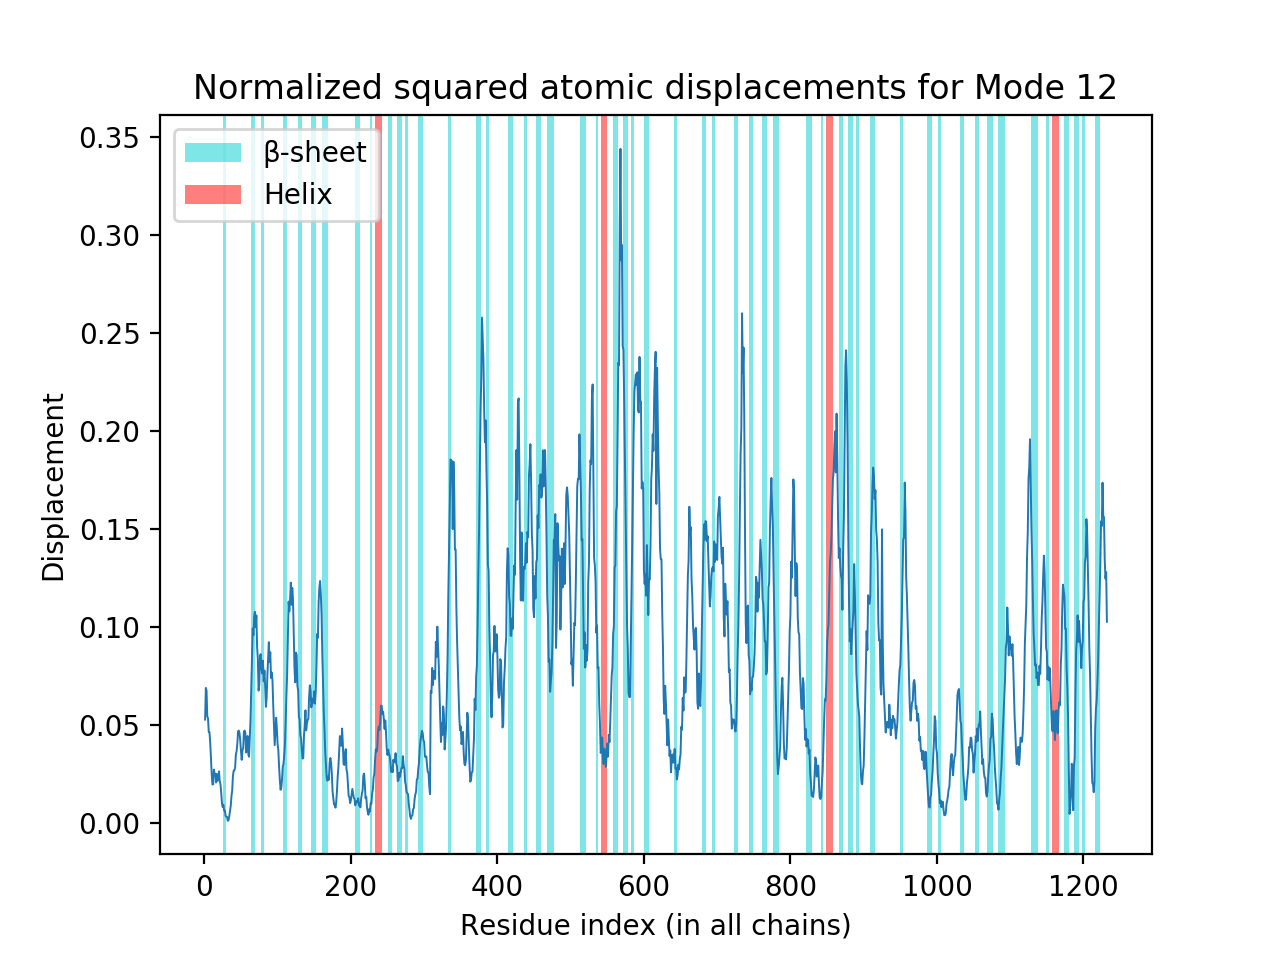 Normalized squared atomic displacements for Mode 12
0.35
0.30
0.25
0.20
0.15
0.10
0.05
0.00
Displacement
β-sheet
Helix
0 200 400 600 800 1000 1200
Residue index (in all chains)